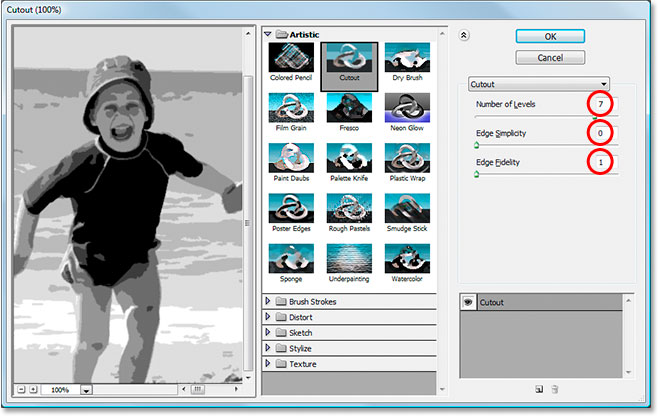 Cutout (100%)
Artistic
Colored Pencil
Cutout
Dry Brush
Film Grain
Fresco
Neon Glow
Paint Daubs
Palette Knife
Plastic Wrap
Poster Edges
Rough Pastels
Smudge Stick
Sponge
Underpainting
Watercolor
Brush Strokes
Distort
Sketch
Stylize
Texture
OK
Cancel
Cutout
Number of Levels 7
Edge Simplicity 0
Edge Fidelity 1
Cutout
100%